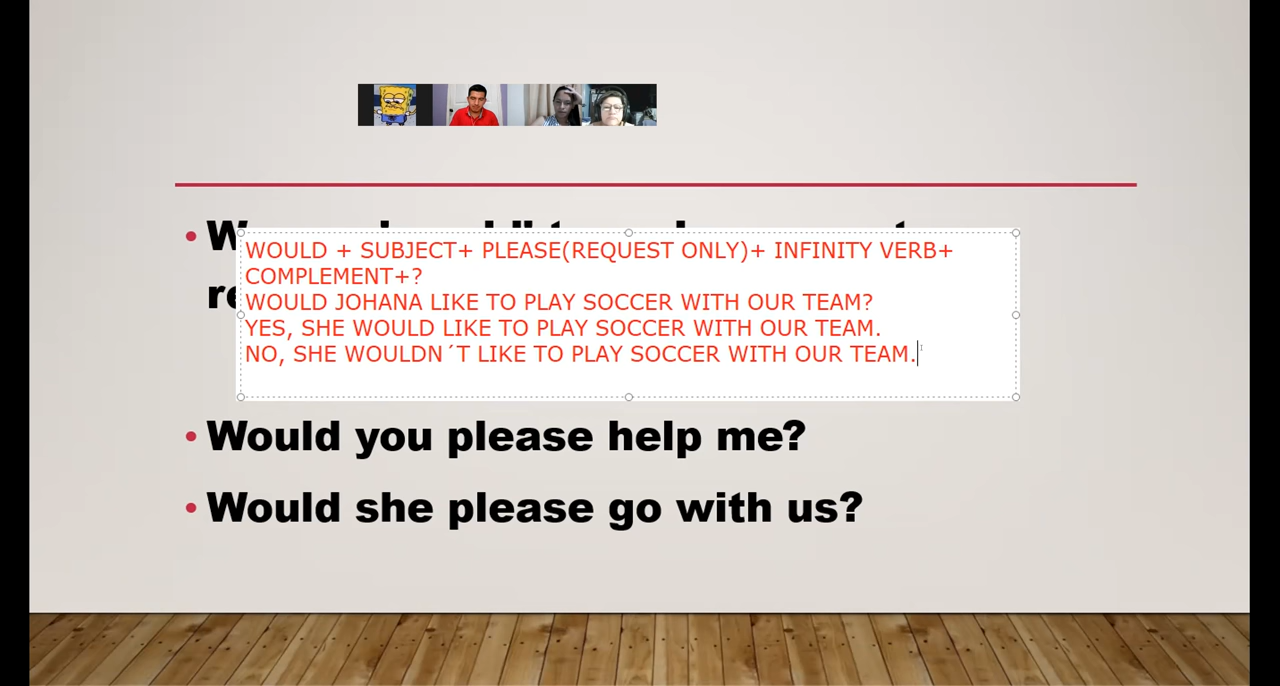 WOULD + SUBJECT+ PLEASE(REQUEST ONLY)+ INFINITY VERB+
COMPLEMENT+?
WOULD JOHANA LIKE TO PLAY SOCCER WITH OUR TEAM?
YES, SHE WOULD LIKE TO PLAY SOCCER WITH OUR TEAM.
NO, SHE WOULDN´T LIKE TO PLAY SOCCER WITH OUR TEAM.
• Would you please help me?
• Would she please go with us?